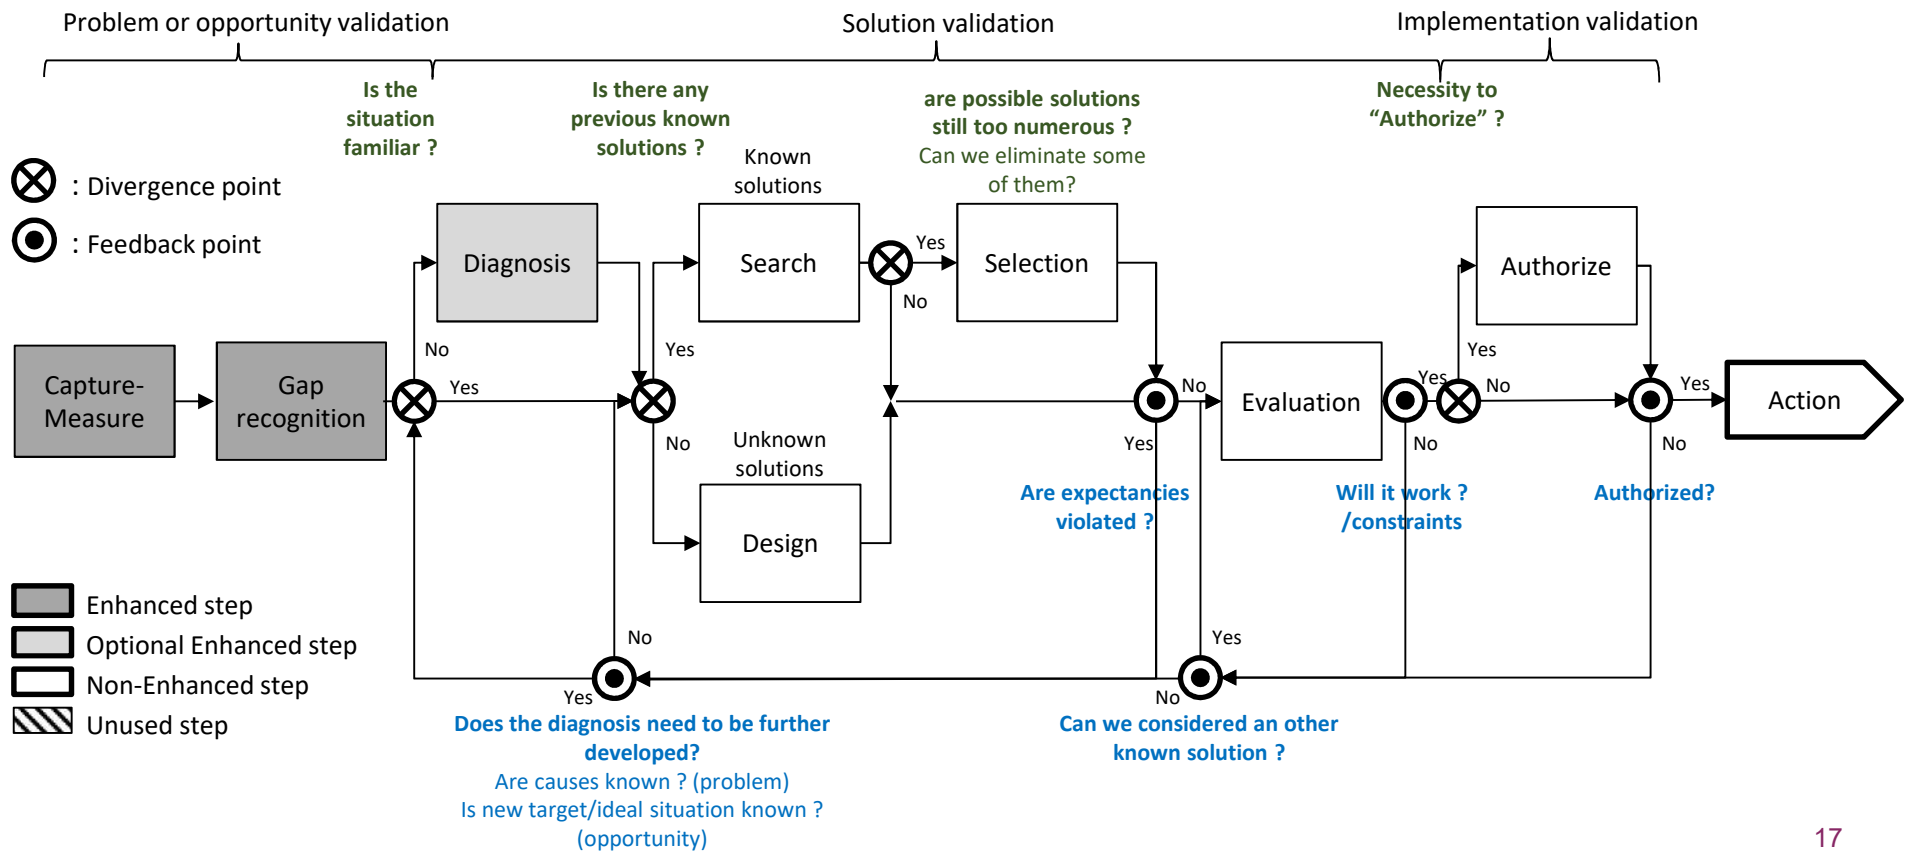 Problem or opportunity validation
Solution validation
Implementation validation
Is the
situation
familiar ?
Is there any
previous known
solutions ?
are possible solutions
still too numerous ?
Can we eliminate some
of them?
Necessity to
“Authorize” ?
: Divergence point
: Feedback point
Known
solutions
Diagnosis
Search
Yes
Selection
Authorize
No
No
Yes
Yes
Capture-
Measure
Gap
recognition
Yes
No
Evaluation
Yes
No
Yes
Action
No
Yes
No
No
Unknown
solutions
Design
Are expectancies
violated ?
Will it work ?
/constraints
Authorized?
Enhanced step
Optional Enhanced step
Non-Enhanced step
Unused step
No
Yes
Yes
No
Does the diagnosis need to be further
developed?
Are causes known ? (problem)
Is new target/ideal situation known ?
(opportunity)
Can we considered an other
known solution ?
17